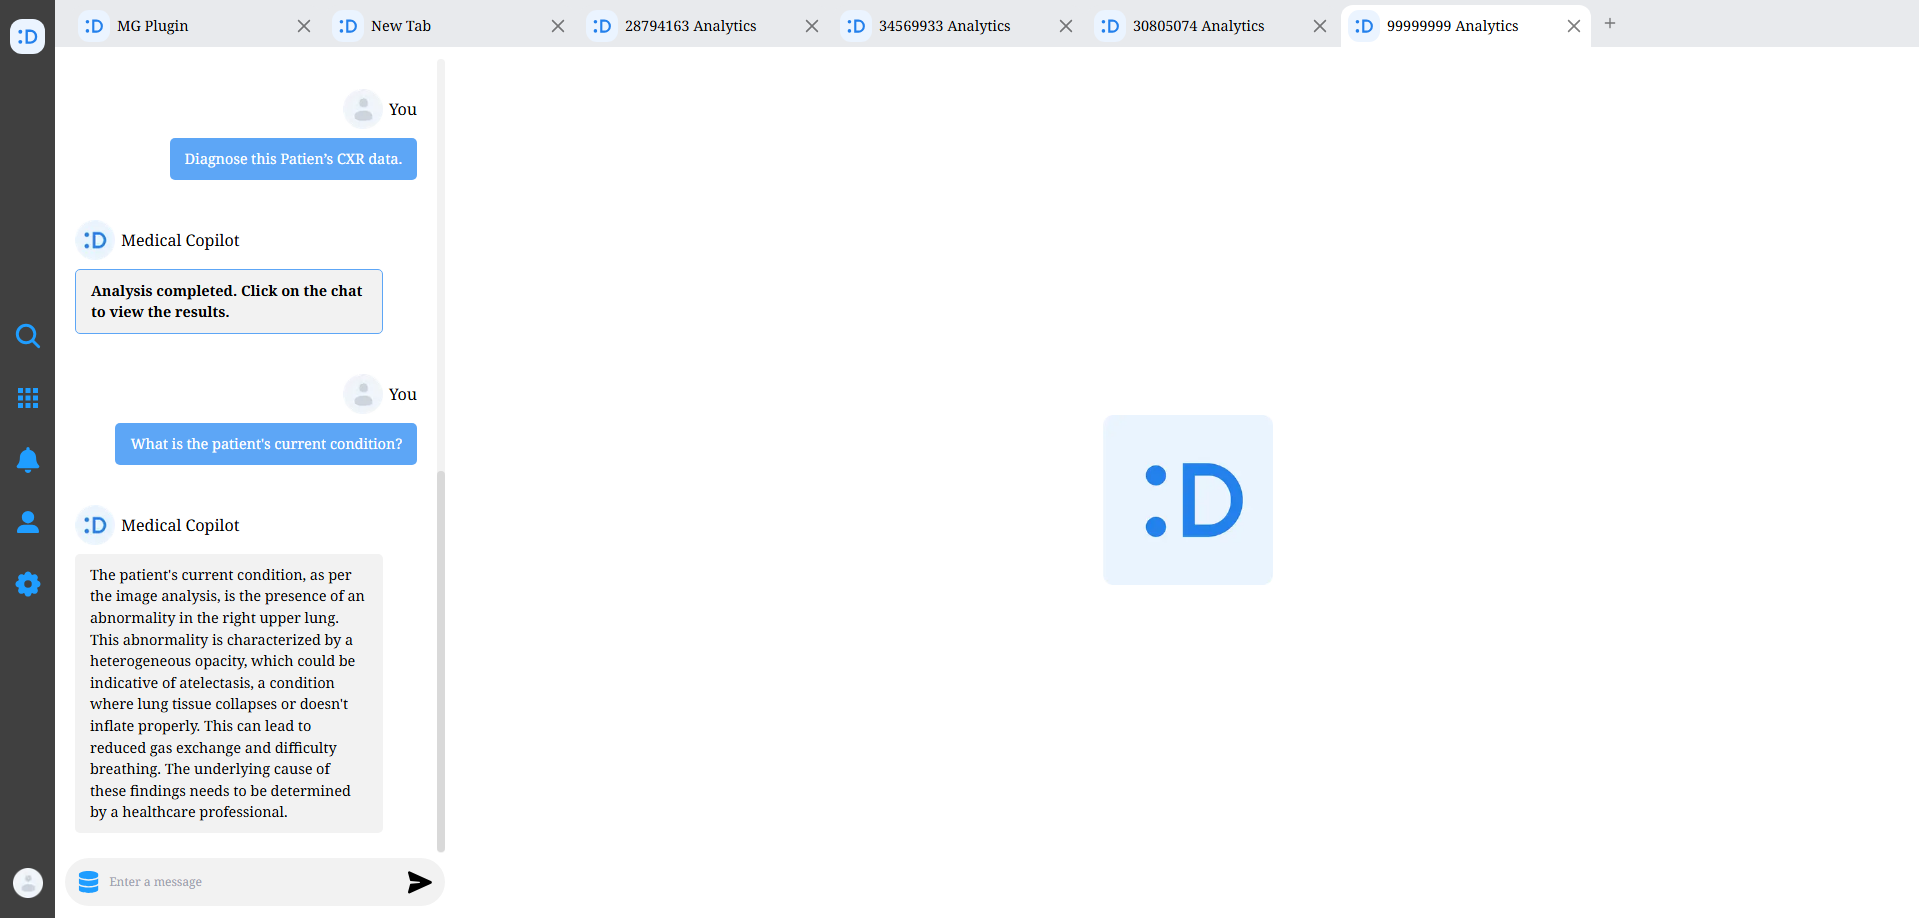 :D
:D MG Plugin
:D New Tab
:D 28794163 Analytics
:D 34569933 Analytics
:D 30805074 Analytics
:D 99999999 Analytics
You
Diagnose this Patien’s CXR data.
:D Medical Copilot
Analysis completed. Click on the chat
to view the results.
You
What is the patient's current condition?
:D Medical Copilot
The patient's current condition, as per
the image analysis, is the presence of an
abnormality in the right upper lung.
This abnormality is characterized by a
heterogeneous opacity, which could be
indicative of atelectasis, a condition
where lung tissue collapses or doesn't
inflate properly. This can lead to
reduced gas exchange and difficulty
breathing. The underlying cause of
these findings needs to be determined
by a healthcare professional.
Enter a message
:D